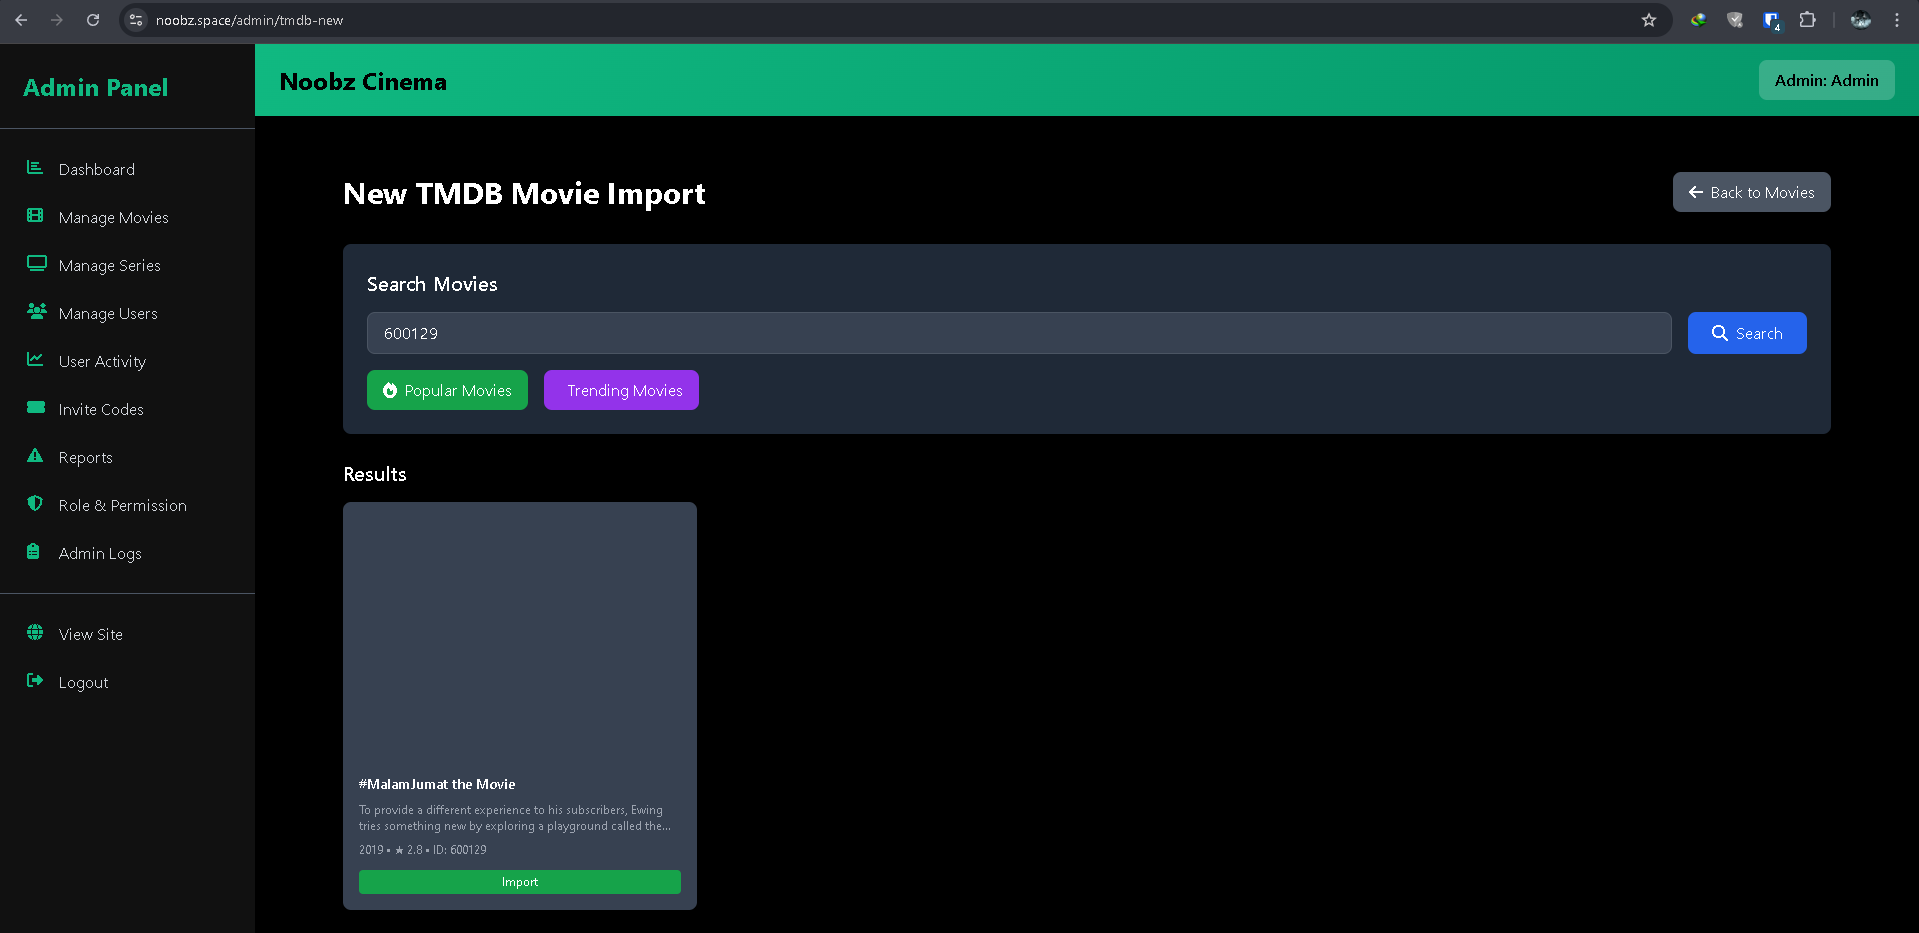 noobz.space/admin/tmdb-new
4
Admin Panel
Noobz Cinema
Admin: Admin
Dashboard
Manage Movies
Manage Series
Manage Users
User Activity
Invite Codes
Reports
Role & Permission
Admin Logs
View Site
Logout
New TMDB Movie Import
Back to Movies
Search Movies
600129
Search
Popular Movies
Trending Movies
Results
#MalamJumat the Movie
To provide a different experience to his subscribers, Ewing
tries something new by exploring a playground called the...
2019 • ★ 2.8 • ID: 600129
Import